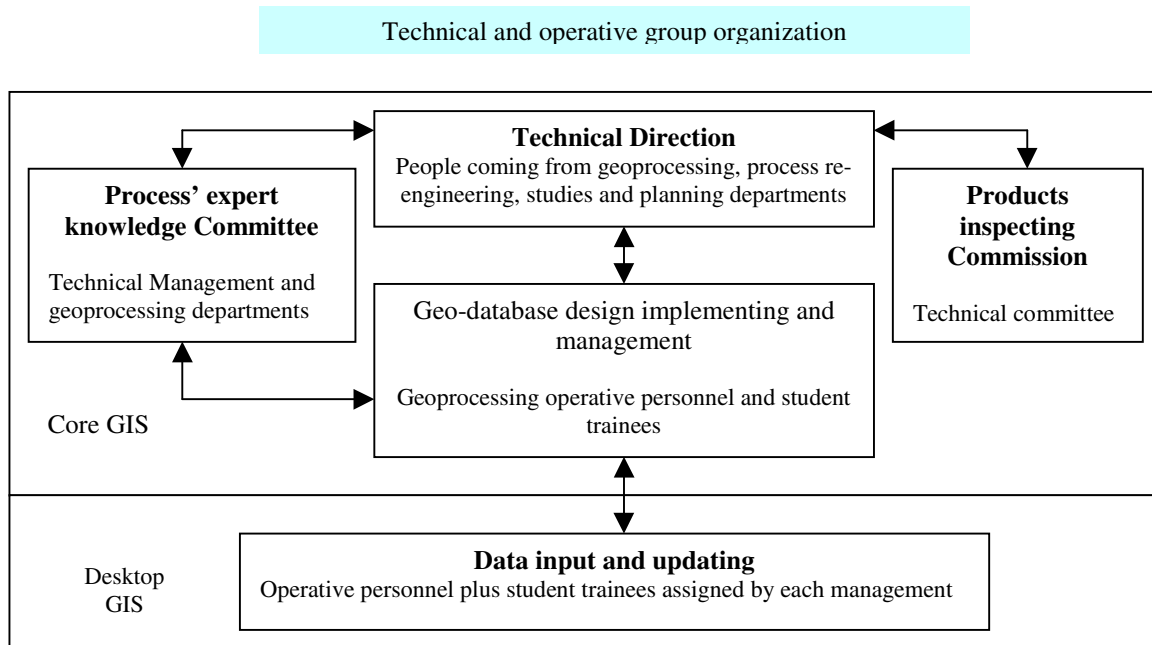 Technical and operative group organization
Technical Direction
People coming from geoprocessing, process re-
engineering, studies and planning departments
Process’ expert
knowledge Committee
Technical Management and
geoprocessing departments
Products
inspecting
Commission
Technical committee
Geo-database design implementing and
management
Geoprocessing operative personnel and student
trainees
Core GIS
Data input and updating
Operative personnel plus student trainees assigned by each management
Desktop
GIS